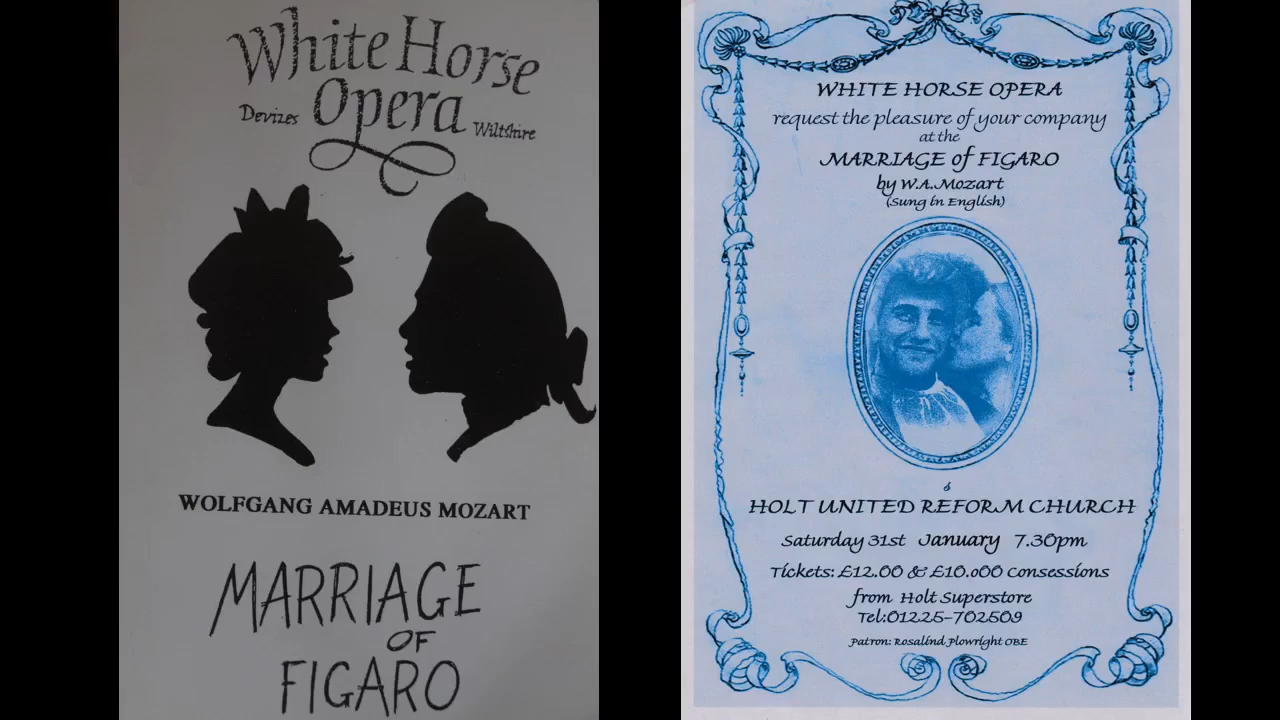 White Horse
Devizes Opera Wiltshire
WOLFGANG AMADEUS MOZART
MARRIAGE
OF
FIGARO
WHITE HORSE OPERA
request the pleasure of your company
at the
MARRIAGE of FIGARO
by W.A.Mozart
(Sung in English)
HOLT UNITED REFORM CHURCH
Saturday 31st January 7.30pm
Tickets: £12.00 & £10.000 Consessions
from Holt Superstore
Tel:01225-702509
Patron: Rosalind Plowright OBE